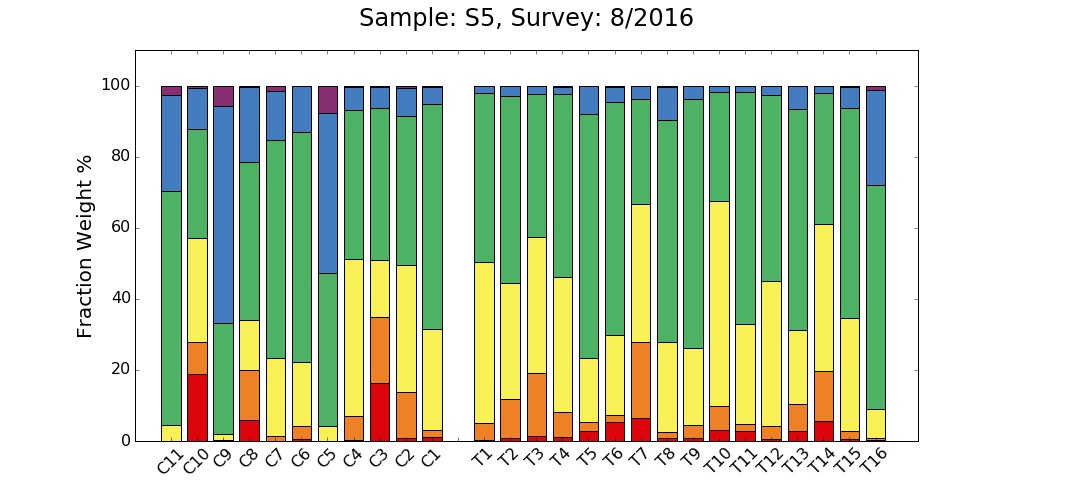 Sample: S5, Survey: 8/2016
Fraction Weight %
100
80
60
40
20
0
C11 C10 C9 C8 C7 C6 C5 C4 C3 C2 C1 T1 T2 T3 T4 T5 T6 T7 T8 T9 T10 T11 T12 T13 T14 T15 T16